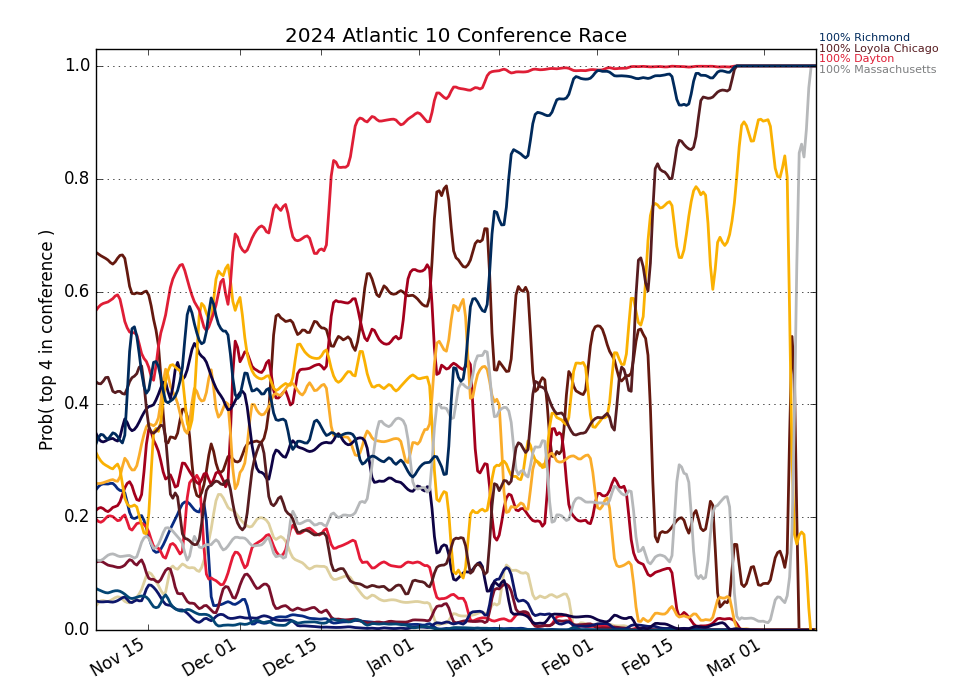 2024 Atlantic 10 Conference Race
100% Richmond
100% Loyola Chicago
100% Dayton
100% Massachusetts
Prob( top 4 in conference )
1.0
0.8
0.6
0.4
0.2
0.0
Nov 15
Dec 01
Dec 15
Jan 01
Jan 15
Feb 01
Feb 15
Mar 01